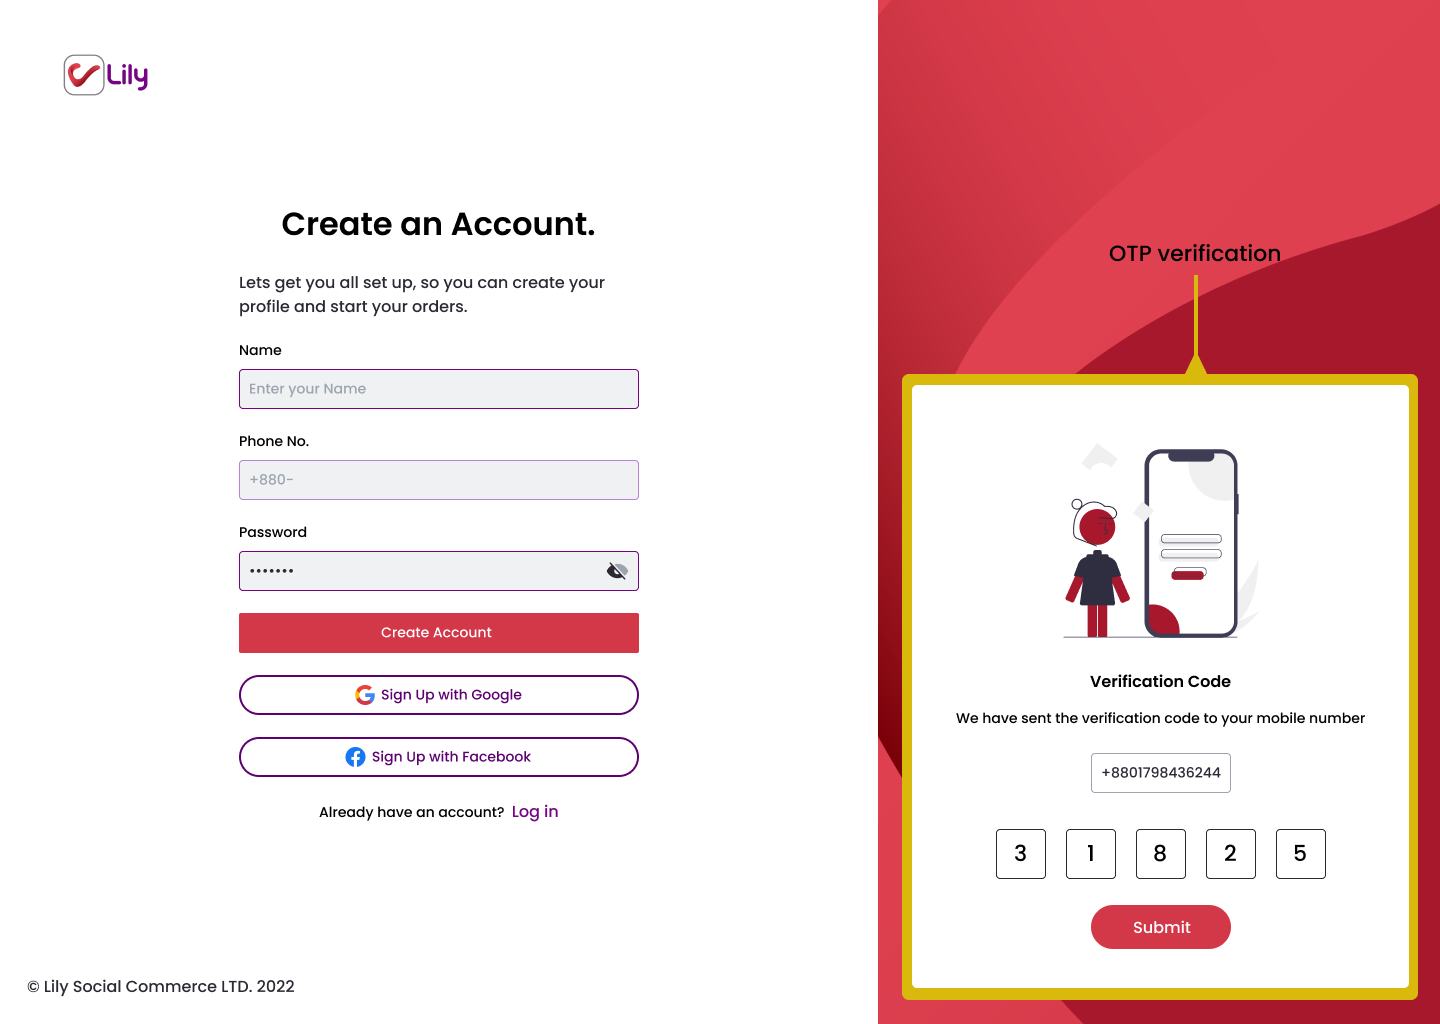 Lily
Create an Account.
Lets get you all set up, so you can create your
profile and start your orders.
Name
Enter your Name
Phone No.
+880-
Password
•••••••
Create Account
Sign Up with Google
Sign Up with Facebook
Already have an account? Log in
© Lily Social Commerce LTD. 2022
OTP verification
Verification Code
We have sent the verification code to your mobile number
+8801798436244
3 1 8 2 5
Submit